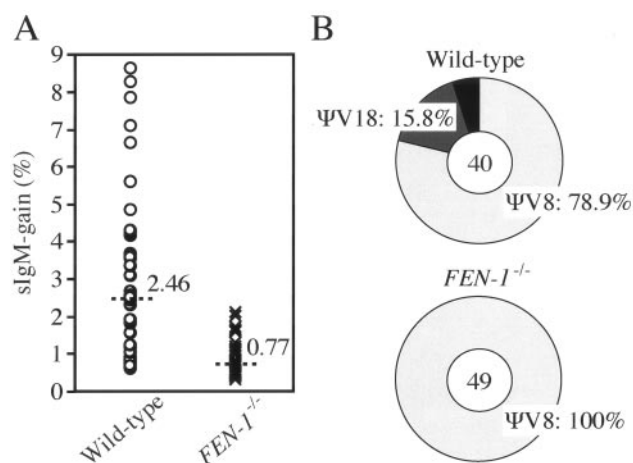 A
sIgM-gain (%)
9
8
7
6
5
4
3
2
1
0
2.46
0.77
Wild-type
FEN-1⁻/⁻
B
Wild-type
ΨV18: 15.8%
40
ΨV8: 78.9%
FEN-1⁻/⁻
49
ΨV8: 100%